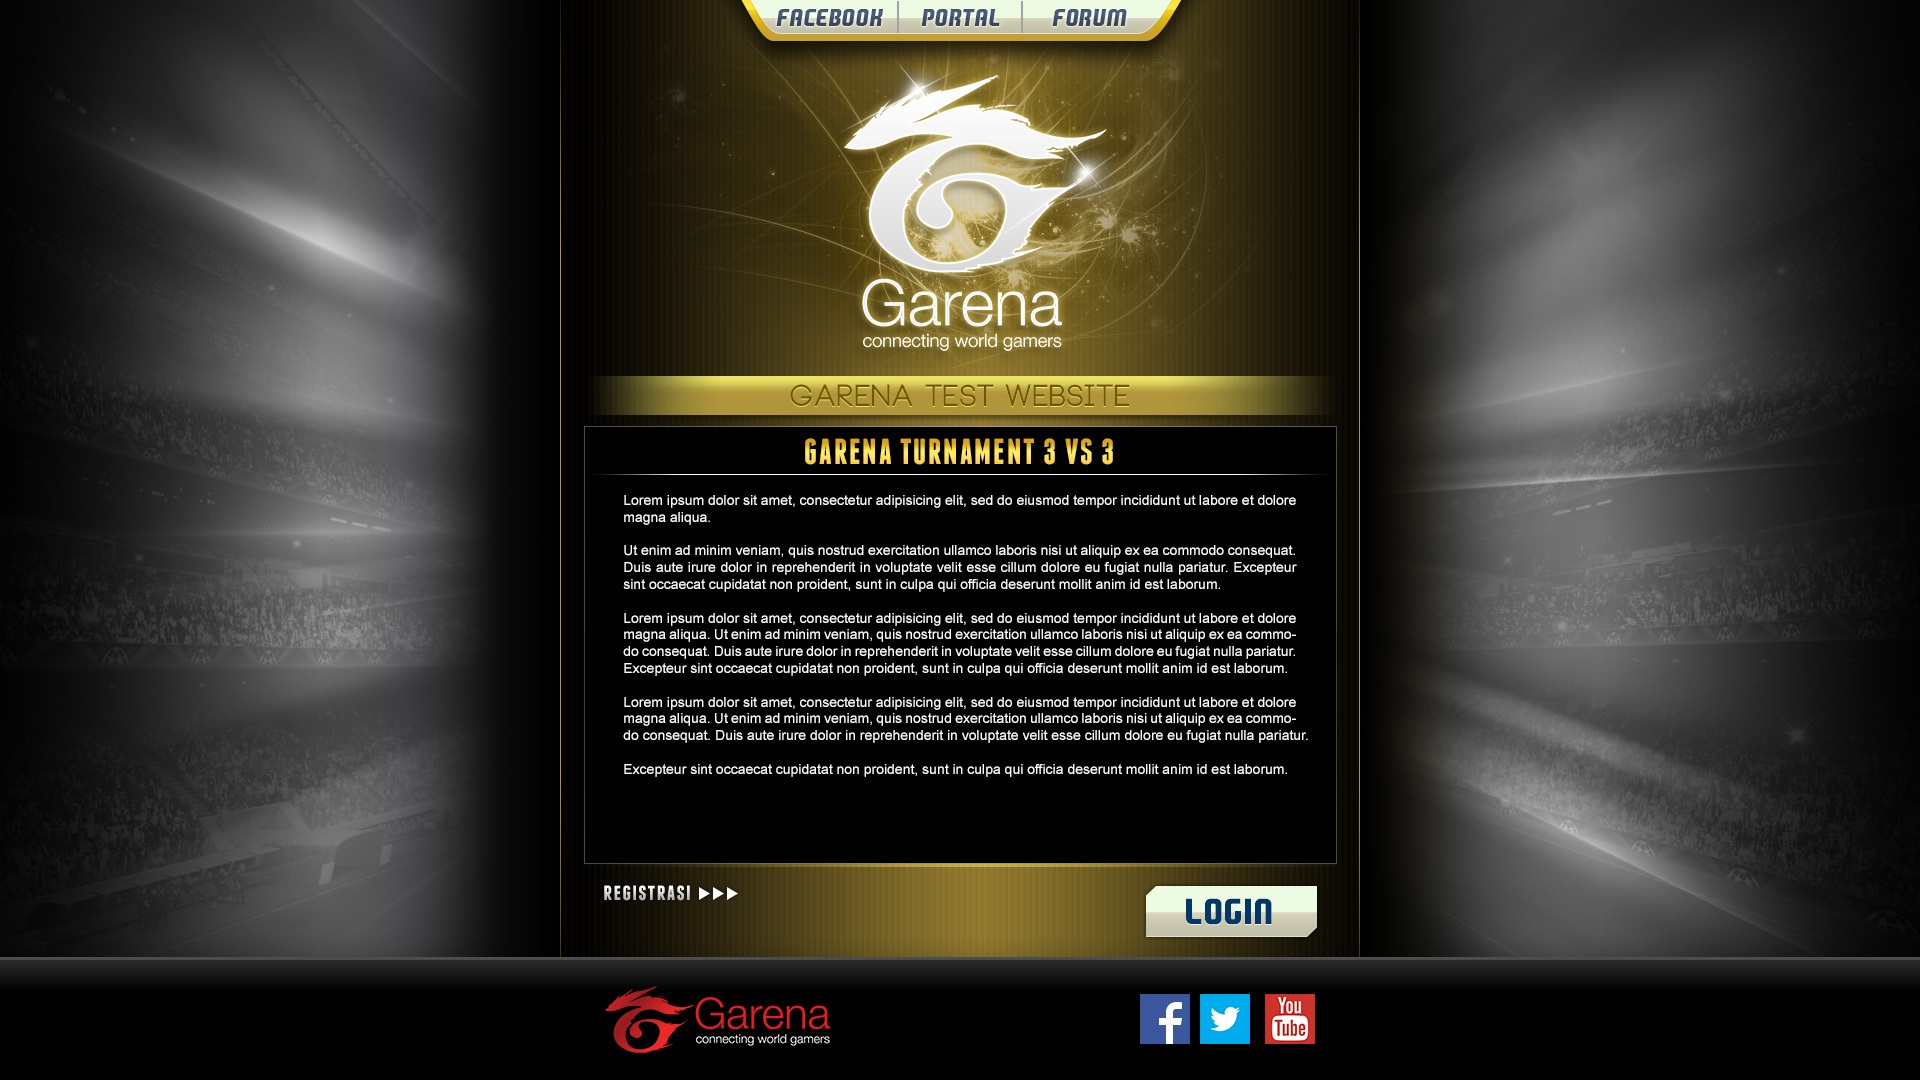 FACEBOOK PORTAL FORUM
Garena
connecting world gamers
GARENA TEST WEBSITE
GARENA TURNAMENT 3 VS 3
Lorem ipsum dolor sit amet, consectetur adipisicing elit, sed do eiusmod tempor incididunt ut labore et dolore
magna aliqua.
Ut enim ad minim veniam, quis nostrud exercitation ullamco laboris nisi ut aliquip ex ea commodo consequat.
Duis aute irure dolor in reprehenderit in voluptate velit esse cillum dolore eu fugiat nulla pariatur. Excepteur
sint occaecat cupidatat non proident, sunt in culpa qui officia deserunt mollit anim id est laborum.
Lorem ipsum dolor sit amet, consectetur adipisicing elit, sed do eiusmod tempor incididunt ut labore et dolore
magna aliqua. Ut enim ad minim veniam, quis nostrud exercitation ullamco laboris nisi ut aliquip ex ea commo-
do consequat. Duis aute irure dolor in reprehenderit in voluptate velit esse cillum dolore eu fugiat nulla pariatur.
Excepteur sint occaecat cupidatat non proident, sunt in culpa qui officia deserunt mollit anim id est laborum.
Lorem ipsum dolor sit amet, consectetur adipisicing elit, sed do eiusmod tempor incididunt ut labore et dolore
magna aliqua. Ut enim ad minim veniam, quis nostrud exercitation ullamco laboris nisi ut aliquip ex ea commo-
do consequat. Duis aute irure dolor in reprehenderit in voluptate velit esse cillum dolore eu fugiat nulla pariatur.
Excepteur sint occaecat cupidatat non proident, sunt in culpa qui officia deserunt mollit anim id est laborum.
REGISTRASI
LOGIN
Garena
connecting world gamers
You
Tube